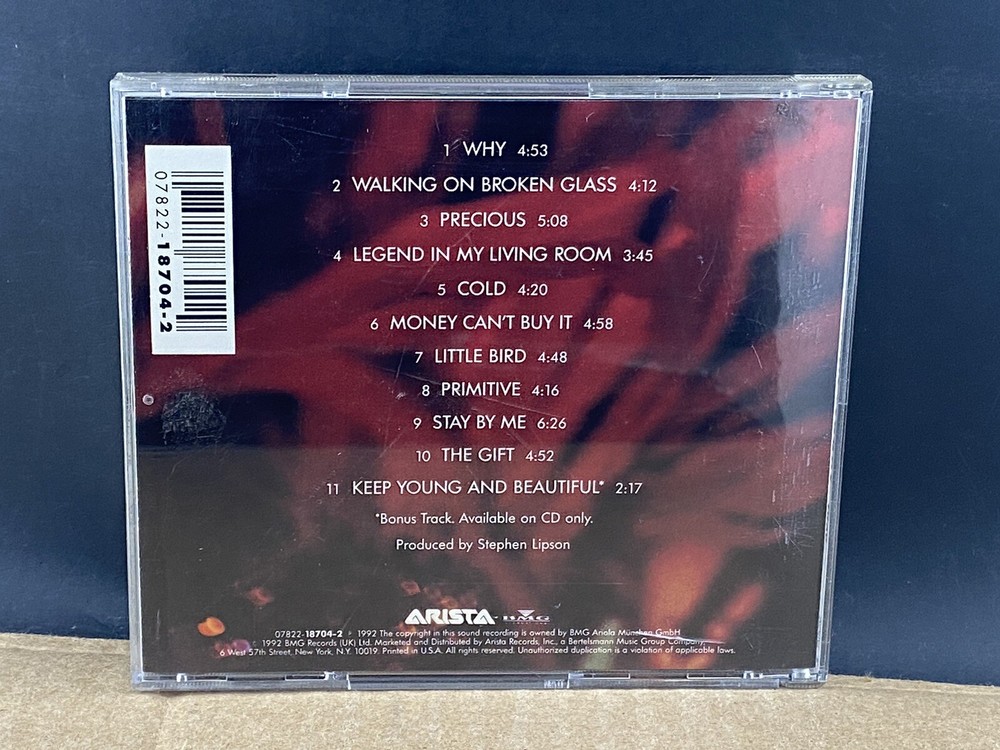 1 WHY 4:53
2 WALKING ON BROKEN GLASS 4:12
3 PRECIOUS 5:08
4 LEGEND IN MY LIVING ROOM 3:45
5 COLD 4:20
6 MONEY CAN'T BUY IT 4:58
7 LITTLE BIRD 4:48
8 PRIMITIVE 4:16
9 STAY BY ME 6:26
10 THE GIFT 4:52
11 KEEP YOUNG AND BEAUTIFUL* 2:17
*Bonus Track. Available on CD only.
Produced by Stephen Lipson
07822-18704-2
ARISTA BMG
07822-18704-2 1992 The copyright in this sound recording is owned by BMG Ariola München GmbH
1992 BMG Records (UK) Ltd. Marketed and Distributed by Arista Records, Inc., a Bertelsmann Music Group Company,
6 West 57th Street, New York, N.Y. 10019. Printed in U.S.A. All rights reserved. Unauthorized duplication is a violation of applicable laws.